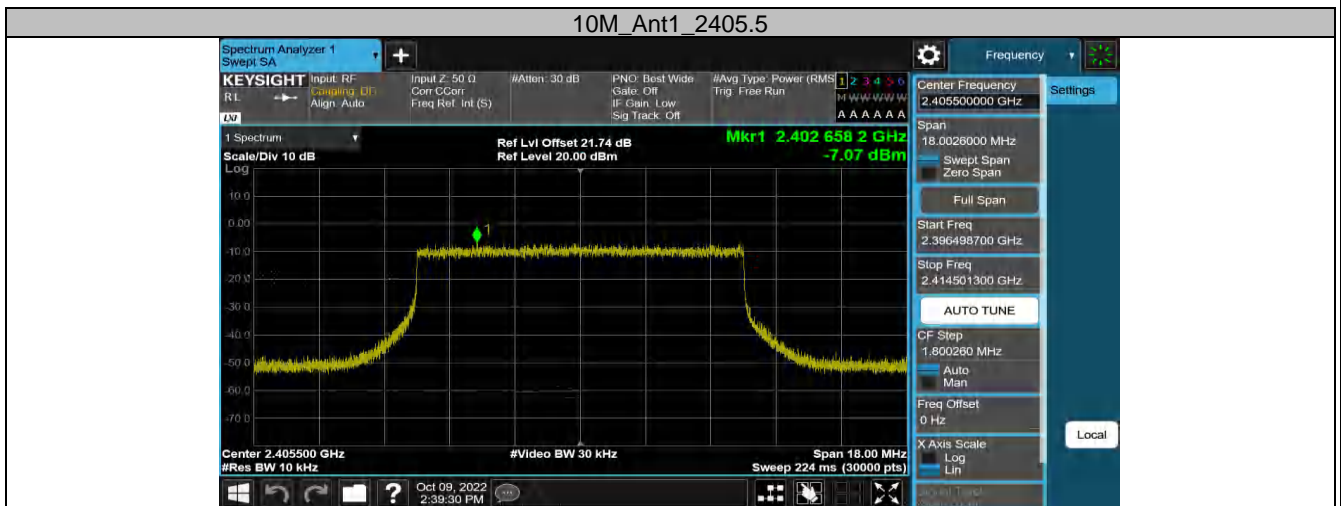 10M_Ant1_2405.5
Spectrum Analyzer 1
Swept SA
+
Frequency
KEYSIGHT
RL
LXI
Input: RF
Coupling: DC
Align: Auto
Input Z: 50 Ω
Corr CCorr
Freq Ref: Int (S)
#Atten: 30 dB
PNO: Best Wide
Gate: Off
IF Gain: Low
Sig Track: Off
#Avg Type: Power (RMS
Trig: Free Run
1 2 3 4 5 6
M W W W W W
A A A A A A
1 Spectrum
Scale/Div 10 dB
Log
Ref Lvl Offset 21.74 dB
Ref Level 20.00 dBm
Mkr1 2.402 658 2 GHz
-7.07 dBm
10.0
0.00
-10.0
-20.0
-30.0
-40.0
-50.0
-60.0
-70.0
1
Center 2.405500 GHz
#Res BW 10 kHz
#Video BW 30 kHz
Span 18.00 MHz
Sweep 224 ms (30000 pts)
Center Frequency
2.405500000 GHz
Settings
Span
18.0026000 MHz
Swept Span
Zero Span
Full Span
Start Freq
2.396498700 GHz
Stop Freq
2.414501300 GHz
AUTO TUNE
CF Step
1.800260 MHz
Auto
Man
Freq Offset
0 Hz
X Axis Scale
Log
Lin
Local
?
Oct 09, 2022
2:39:30 PM